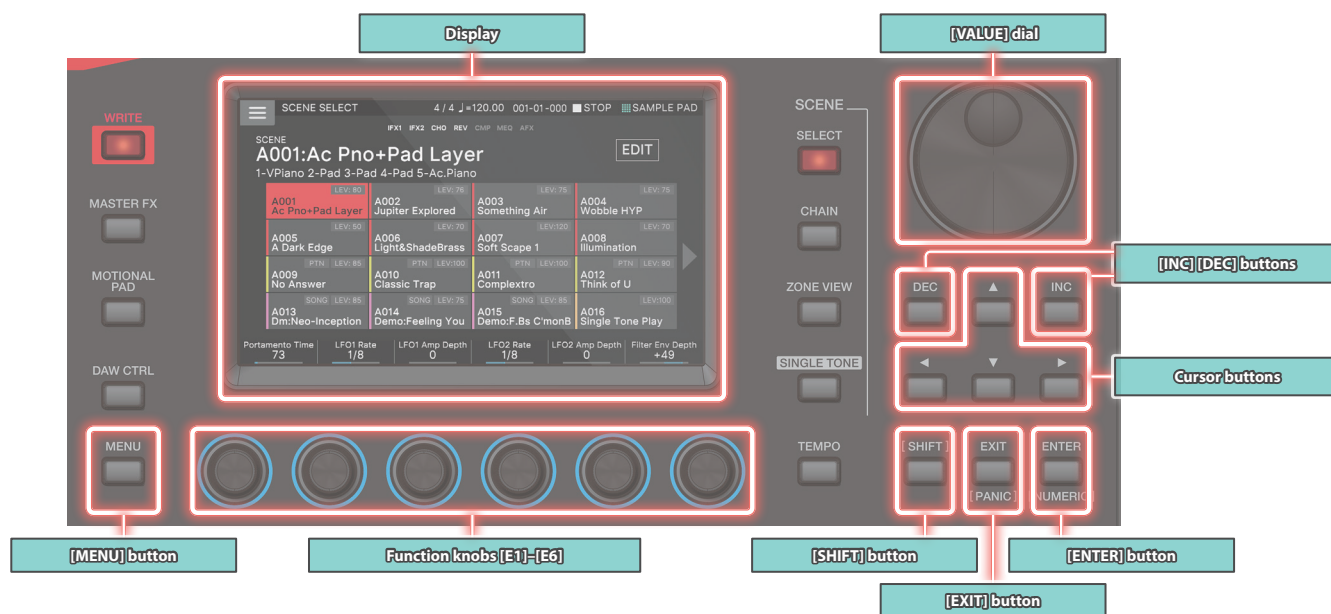 Display
[VALUE] dial
WRITE
MASTER FX
MOTIONAL
PAD
DAW CTRL
MENU
SCENE SELECT 4 / 4 ♩=120.00 001-01-000 STOP SAMPLE PAD
IFX1 IFX2 CHO REV CMP MEQ AFX
SCENE
A001:Ac Pno+Pad Layer
EDIT
1-VPiano 2-Pad 3-Pad 4-Pad 5-Ac.Piano
LEV: 80
A001
Ac Pno+Pad Layer
LEV: 76
A002
Jupiter Explored
LEV: 75
A003
Something Air
LEV: 75
A004
Wobble HYP
LEV: 50
A005
A Dark Edge
LEV: 70
A006
Light&ShadeBrass
LEV:120
A007
Soft Scape 1
LEV: 70
A008
Illumination
PTN LEV: 85
A009
No Answer
PTN LEV:100
A010
Classic Trap
PTN LEV:100
A011
Complextro
PTN LEV: 90
A012
Think of U
SONG LEV: 85
A013
Dm:Neo-Inception
SONG LEV: 75
A014
Demo:Feeling You
SONG LEV: 85
A015
Demo:F.Bs C'monB
LEV:100
A016
Single Tone Play
Portamento Time
73
LFO1 Rate
1/8
LFO1 Amp Depth
0
LFO2 Rate
1/8
LFO2 Amp Depth
0
Filter Env Depth
+49
SCENE
SELECT
CHAIN
ZONE VIEW
SINGLE TONE
TEMPO
[INC] [DEC] buttons
DEC
▲
INC
◀
▼
▶
Cursor buttons
[SHIFT]
EXIT
[PANIC]
ENTER
[NUMERIC]
[MENU] button
Function knobs [E1]–[E6]
[SHIFT] button
[ENTER] button
[EXIT] button